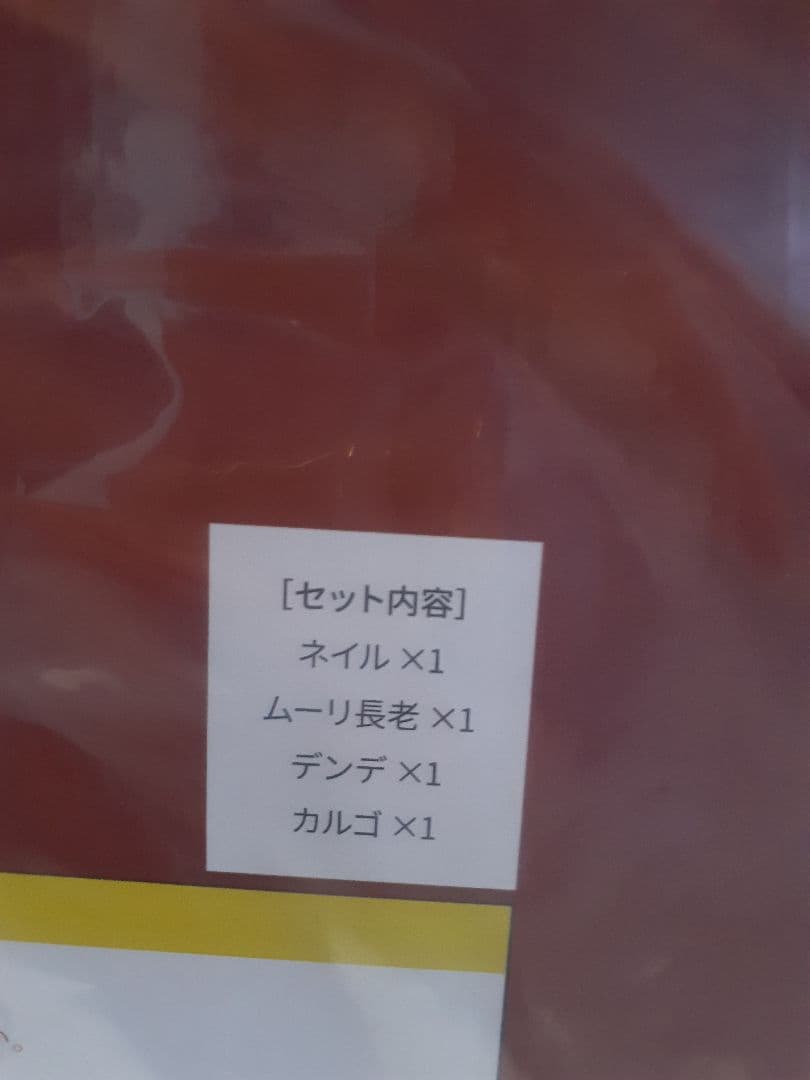 [セット内容]
ネイル ×1
ムーリ長老 ×1
デンデ ×1
カルゴ ×1
。